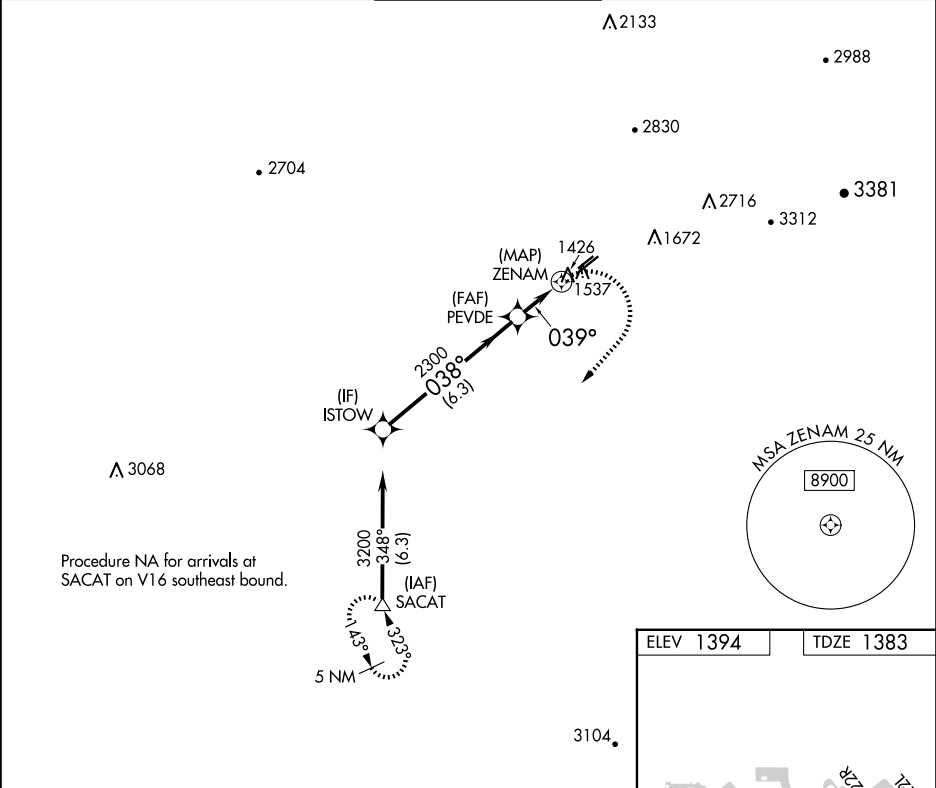 2133
2988
2830
2704
3381
2716
3312
1672
(MAP)
ZENAM
1426
1537
(FAF)
PEVDE
039°
2300
038°
(6.3)
(IF)
ISTOW
3068
MSA ZENAM 25 NM
8900
3200
348°
(6.3)
Procedure NA for arrivals at
SACAT on V16 southeast bound.
(IAF)
SACAT
143°
323°
5 NM
ELEV 1394
TDZE 1383
3104
22R
22L